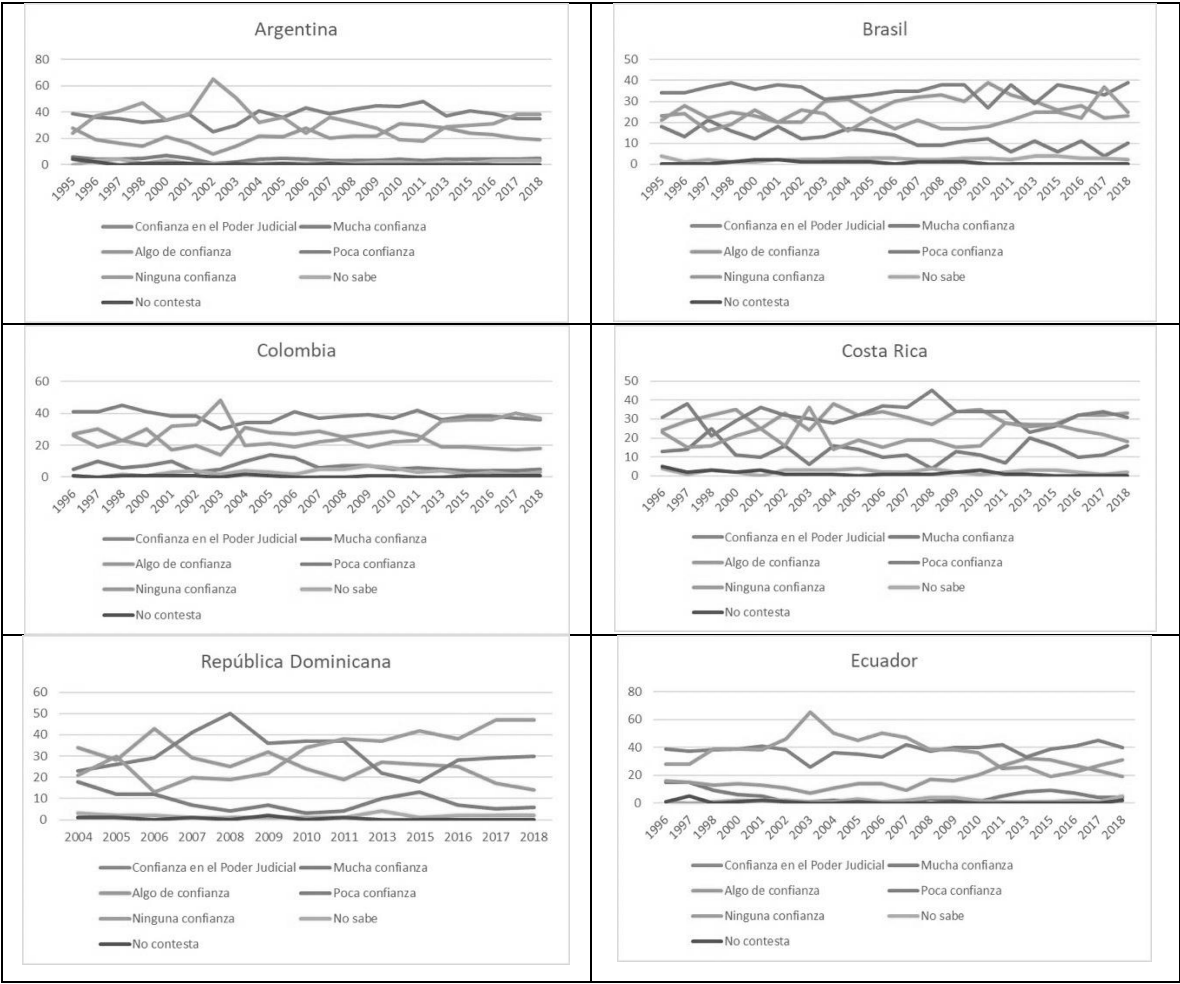 Argentina
80
60
40
20
0
1995 1996 1997 1998 2000 2001 2002 2003 2004 2005 2006 2007 2008 2009 2010 2011 2013 2015 2016 2017 2018
Confianza en el Poder Judicial Mucha confianza
Algo de confianza Poca confianza
Ninguna confianza No sabe
No contesta
Brasil
50
40
30
20
10
0
1995 1996 1997 1998 2000 2001 2002 2003 2004 2005 2006 2007 2008 2009 2010 2011 2013 2015 2016 2017 2018
Confianza en el Poder Judicial Mucha confianza
Algo de confianza Poca confianza
Ninguna confianza No sabe
No contesta
Colombia
60
40
20
0
1996 1997 1998 2000 2001 2002 2003 2004 2005 2006 2007 2008 2009 2010 2011 2013 2015 2016 2017 2018
Confianza en el Poder Judicial Mucha confianza
Algo de confianza Poca confianza
Ninguna confianza No sabe
No contesta
Costa Rica
50
40
30
20
10
0
1996 1997 1998 2000 2001 2002 2003 2004 2005 2006 2007 2008 2009 2010 2011 2013 2015 2016 2017 2018
Confianza en el Poder Judicial Mucha confianza
Algo de confianza Poca confianza
Ninguna confianza No sabe
No contesta
República Dominicana
60
50
40
30
20
10
0
2004 2005 2006 2007 2008 2009 2010 2011 2013 2015 2016 2017 2018
Confianza en el Poder Judicial Mucha confianza
Algo de confianza Poca confianza
Ninguna confianza No sabe
No contesta
Ecuador
80
60
40
20
0
1996 1997 1998 2000 2001 2002 2003 2004 2005 2006 2007 2008 2009 2010 2011 2013 2015 2016 2017 2018
Confianza en el Poder Judicial Mucha confianza
Algo de confianza Poca confianza
Ninguna confianza No sabe
No contesta